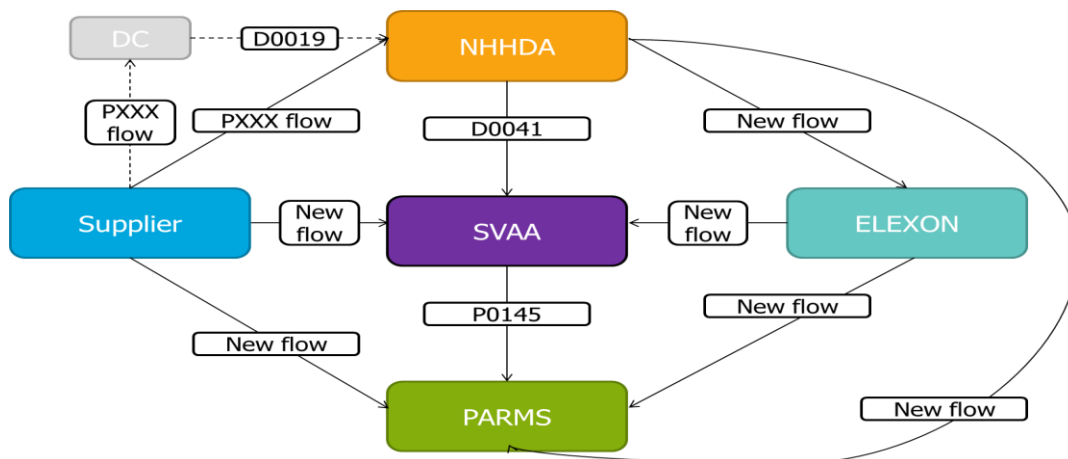 DC
D0019
NHHDA
PXXX
flow
PXXX flow
D0041
New flow
Supplier
New
flow
SVAA
New
flow
ELEXON
P0145
New flow
New flow
New flow
PARMS